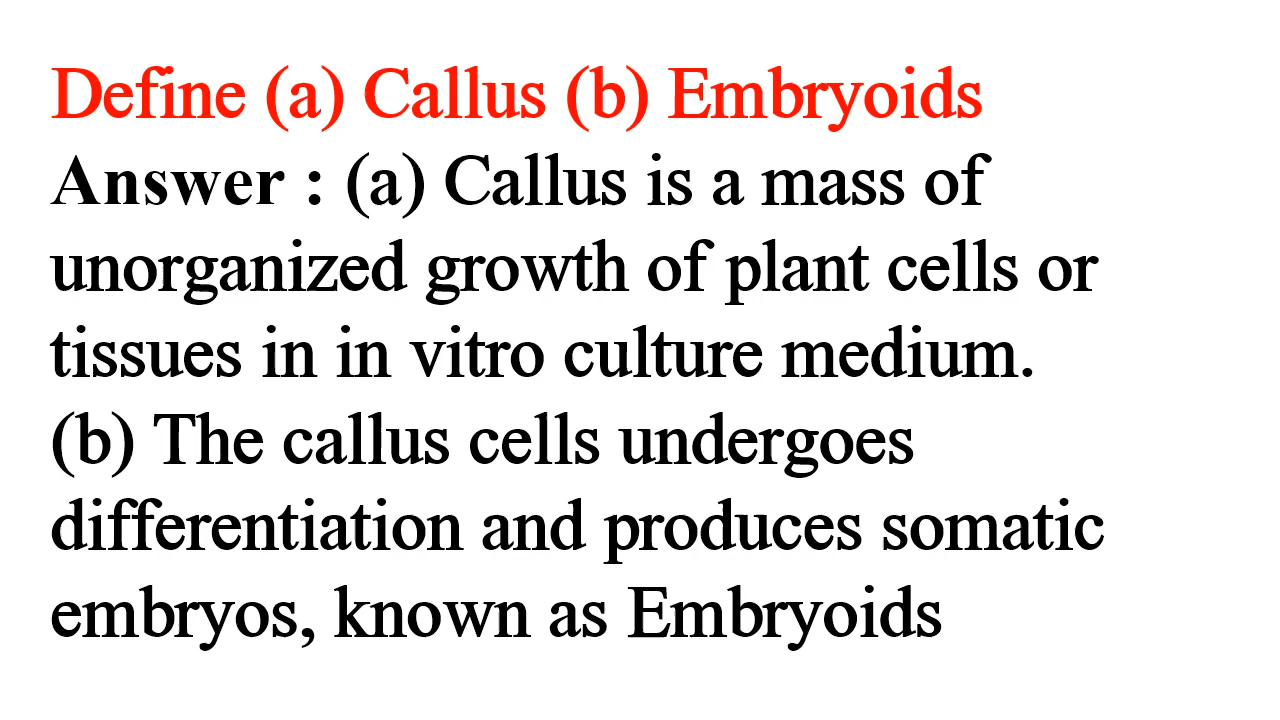 Define (a) Callus (b) Embryoids
Answer : (a) Callus is a mass of
unorganized growth of plant cells or
tissues in in vitro culture medium.
(b) The callus cells undergoes
differentiation and produces somatic
embryos, known as Embryoids